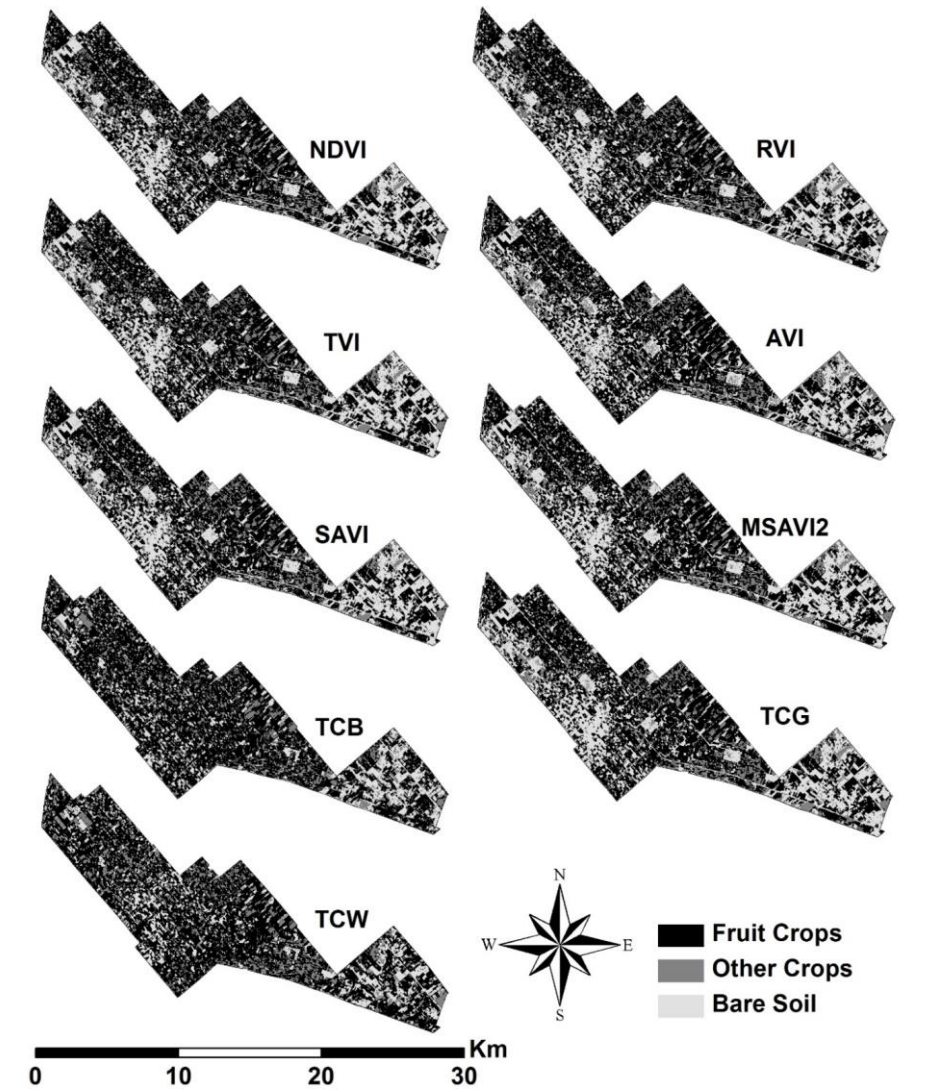 NDVI
RVI
TVI
AVI
SAVI
MSAVI2
TCB
TCG
TCW
N
W
E
S
Fruit Crops
Other Crops
Bare Soil
Km
0 10 20 30